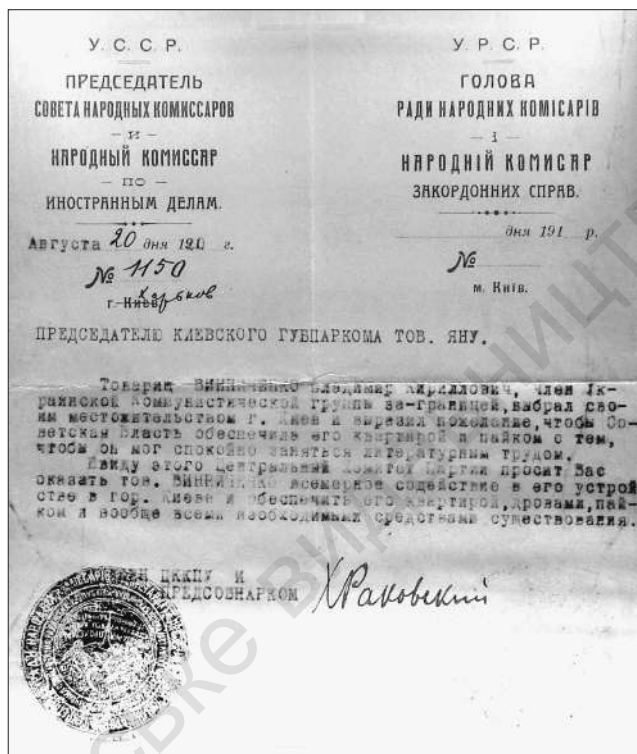 У. С. С. Р.
ПРЕДСЕДАТЕЛЬ
СОВЕТА НАРОДНЫХ КОМИССАРОВ
— И —
НАРОДНЫЙ КОМИССАР
— ПО —
ИНОСТРАННЫМ ДЕЛАМ.
Августа 20 дня 1920 г.
№ 1150
г. Киев Харьков
У. Р. С. Р.
ГОЛОВА
РАДИ НАРОДНИХ КОМІСАРІВ
— І —
НАРОДНІЙ КОМИСАР
ЗАКОРДОННИХ СПРАВ.
дня 191 р.
№
м. Київ.
ПРЕДСЕДАТЕЛЮ КИЕВСКОГО ГУБПАРКОМА ТОВ. ЯНУ.
Товарищ ВИННИЧЕНКО Владимир Кириллович, член Ук-
раинской Коммунистической группы за-границей, выбрал сво-
им местожительством г. Киев и выразил пожелание, чтобы Со-
ветская Власть обеспечила его квартирой и пайком с тем,
чтобы он мог спокойно заняться литературным трудом.
Ввиду этого Центральный Комитет Партии просит Вас
оказать тов. ВИННИЧЕНКО всемерное содействие в его устрой
стве в гор. Киеве и обеспечить его квартирой, дровами, пай-
ком и вообще всеми необходимыми средствами существования.
ЧЛЕН ЦККПУ и
ПРЕДСОВНАРКОМ Х Раковский